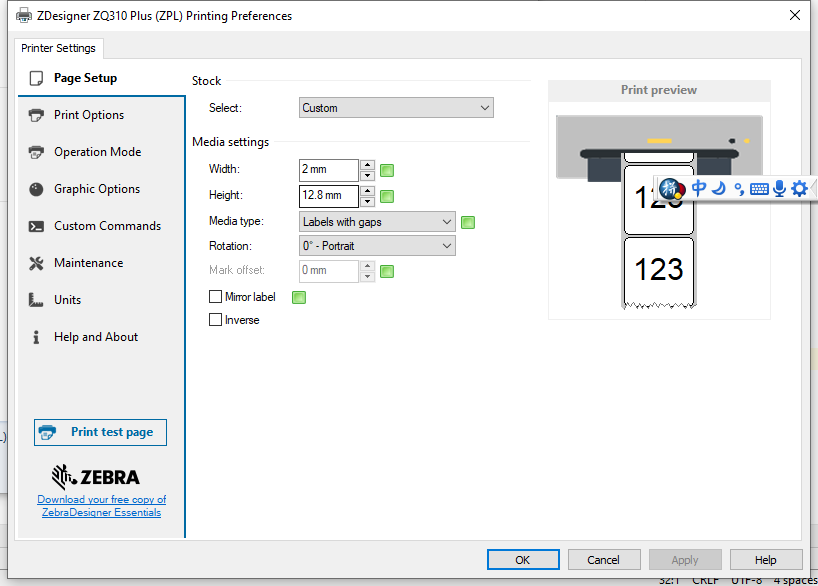 ZDesigner ZQ310 Plus (ZPL) Printing Preferences
Printer Settings
Page Setup
Print Options
Operation Mode
Graphic Options
Custom Commands
Maintenance
Units
Help and About
Print test page
ZEBRA
Download your free copy of
ZebraDesigner Essentials
Stock
Select: Custom
Media settings
Width: 2 mm
Height: 12.8 mm
Media type: Labels with gaps
Rotation: 0° - Portrait
Mark offset: 0 mm
Mirror label
Inverse
Print preview
拼 中
123
OK Cancel Apply Help
32:1 CRLF UTF-8 4 spaces